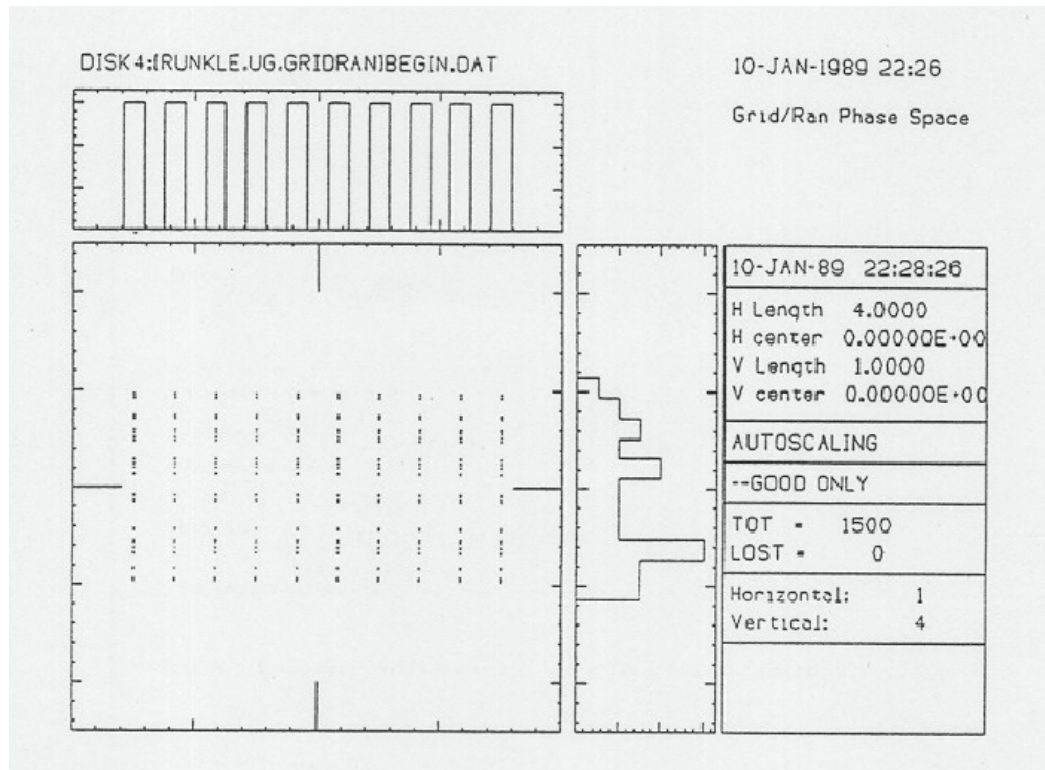 DISK4:[RUNKLE.UG.GRIDRAN]BEGIN.DAT
10-JAN-1989 22:26
Grid/Ran Phase Space
10-JAN-89 22:28:26
H Length 4.0000
H center 0.00000E+00
V Length 1.0000
V center 0.00000E+00
AUTOSCALING
--GOOD ONLY
TOT = 1500
LOST = 0
Horizontal: 1
Vertical: 4